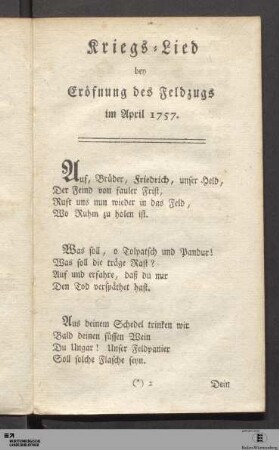 Kriegs-Lied
bey
Eröfnung des Feldzugs
im April 1757.
Auf, Brüder, Friedrich, unser Held,
Der Feind von fauler Frist,
Ruft uns nun wieder in das Feld,
Wo Ruhm zu holen ist.
Was soll, o Tolpatsch und Pandur!
Was soll die träge Rast?
Auf und erfahre, daß du nur
Den Tod verspäthet hast.
Aus deinem Schedel trinken wir
Bald deinen süssen Wein
Du Ungar! Unser Feldpanier
Soll solche Flasche seyn.
(*) 2
Dein